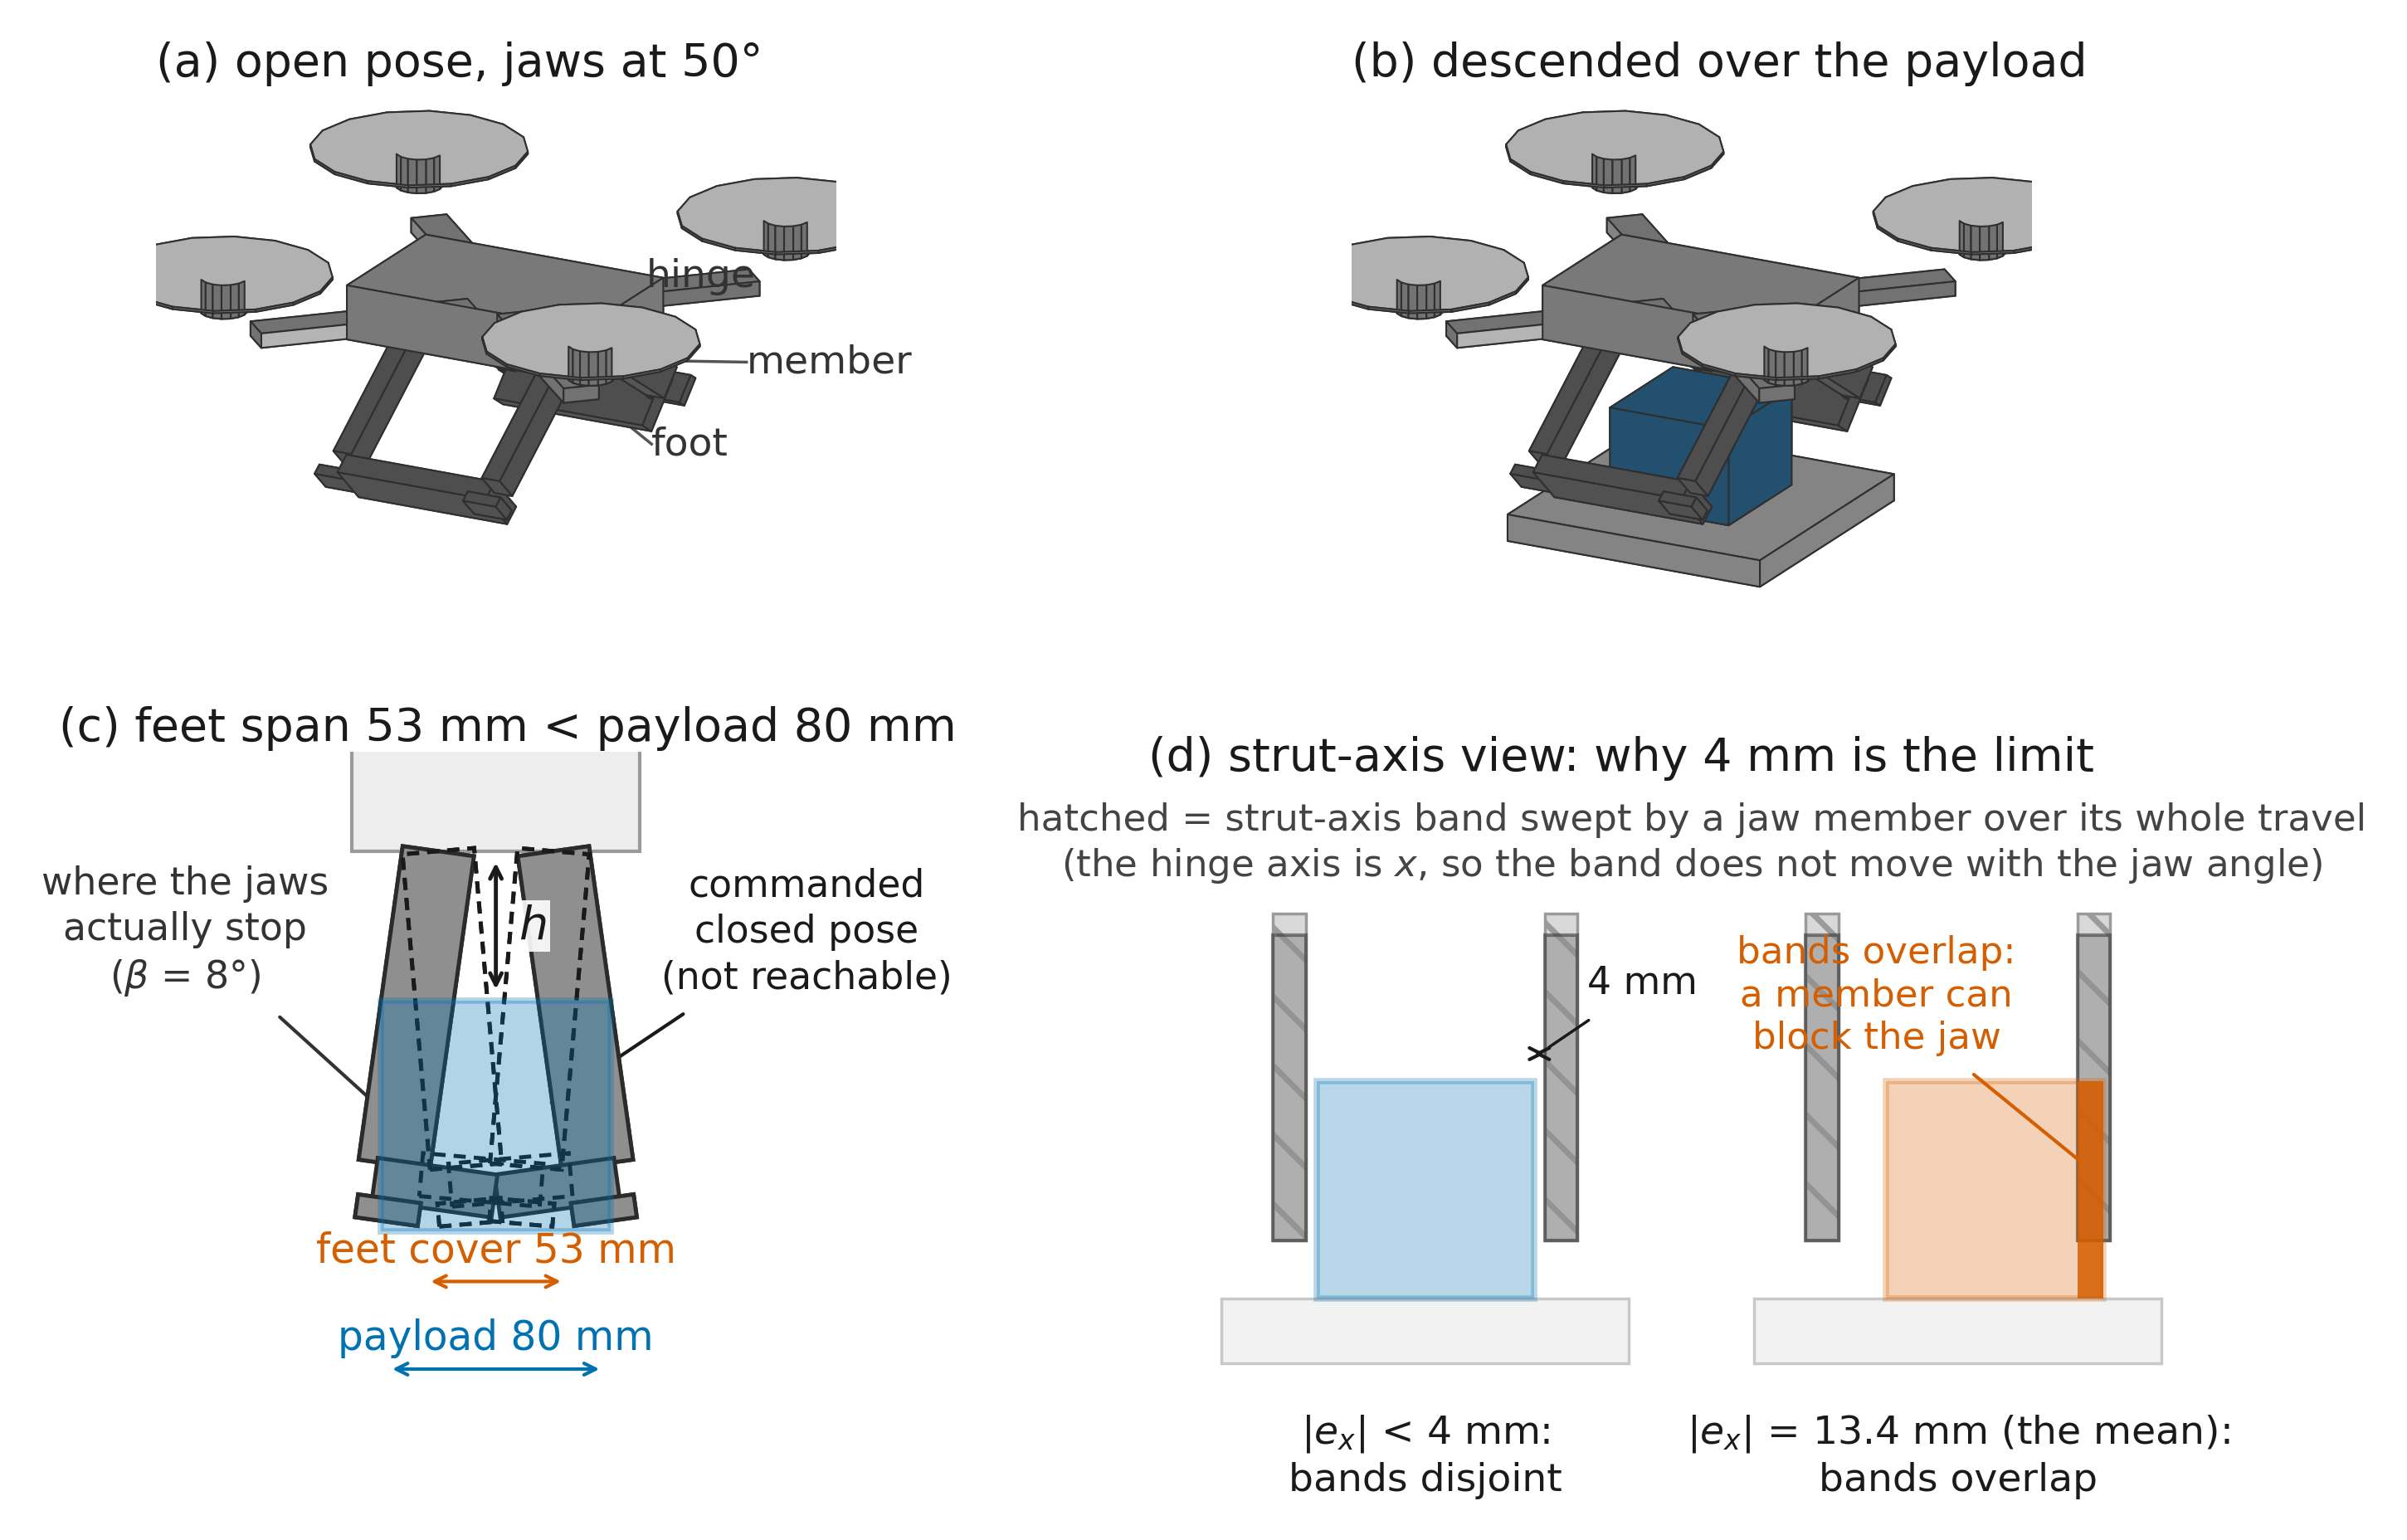 (a) open pose, jaws at 50°
hinge
member
foot
(b) descended over the payload
(c) feet span 53 mm < payload 80 mm
where the jaws
actually stop
(β = 8°)
h
commanded
closed pose
(not reachable)
feet cover 53 mm
payload 80 mm
(d) strut-axis view: why 4 mm is the limit
hatched = strut-axis band swept by a jaw member over its whole travel
(the hinge axis is x, so the band does not move with the jaw angle)
4 mm
bands overlap:
a member can
block the jaw
|eₓ| < 4 mm:
bands disjoint
|eₓ| = 13.4 mm (the mean):
bands overlap